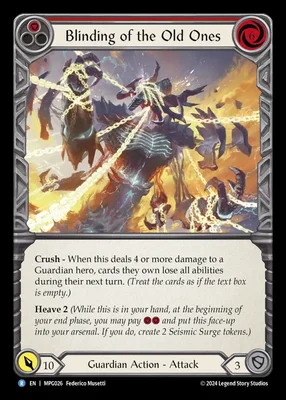 Blinding of the Old Ones
Crush - When this deals 4 or more damage to a
Guardian hero, cards they own lose all abilities
during their next turn. (Treat the cards as if the text
box is empty.)
Heave 2 (While this is in your hand, at the beginning of
your end phase, you may pay and put this face-up
into your arsenal. If you do, create 2 Seismic Surge tokens.)
10
Guardian Action - Attack
3
R EN | MPG026 Federico Musetti
© 2024 Legend Story Studios